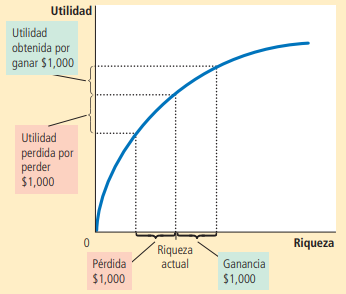 Utilidad
Utilidad
obtenida por
ganar $1,000
Utilidad
perdida por
perder
$1,000
0
Riqueza
actual
Riqueza
Pérdida
$1,000
Ganancia
$1,000